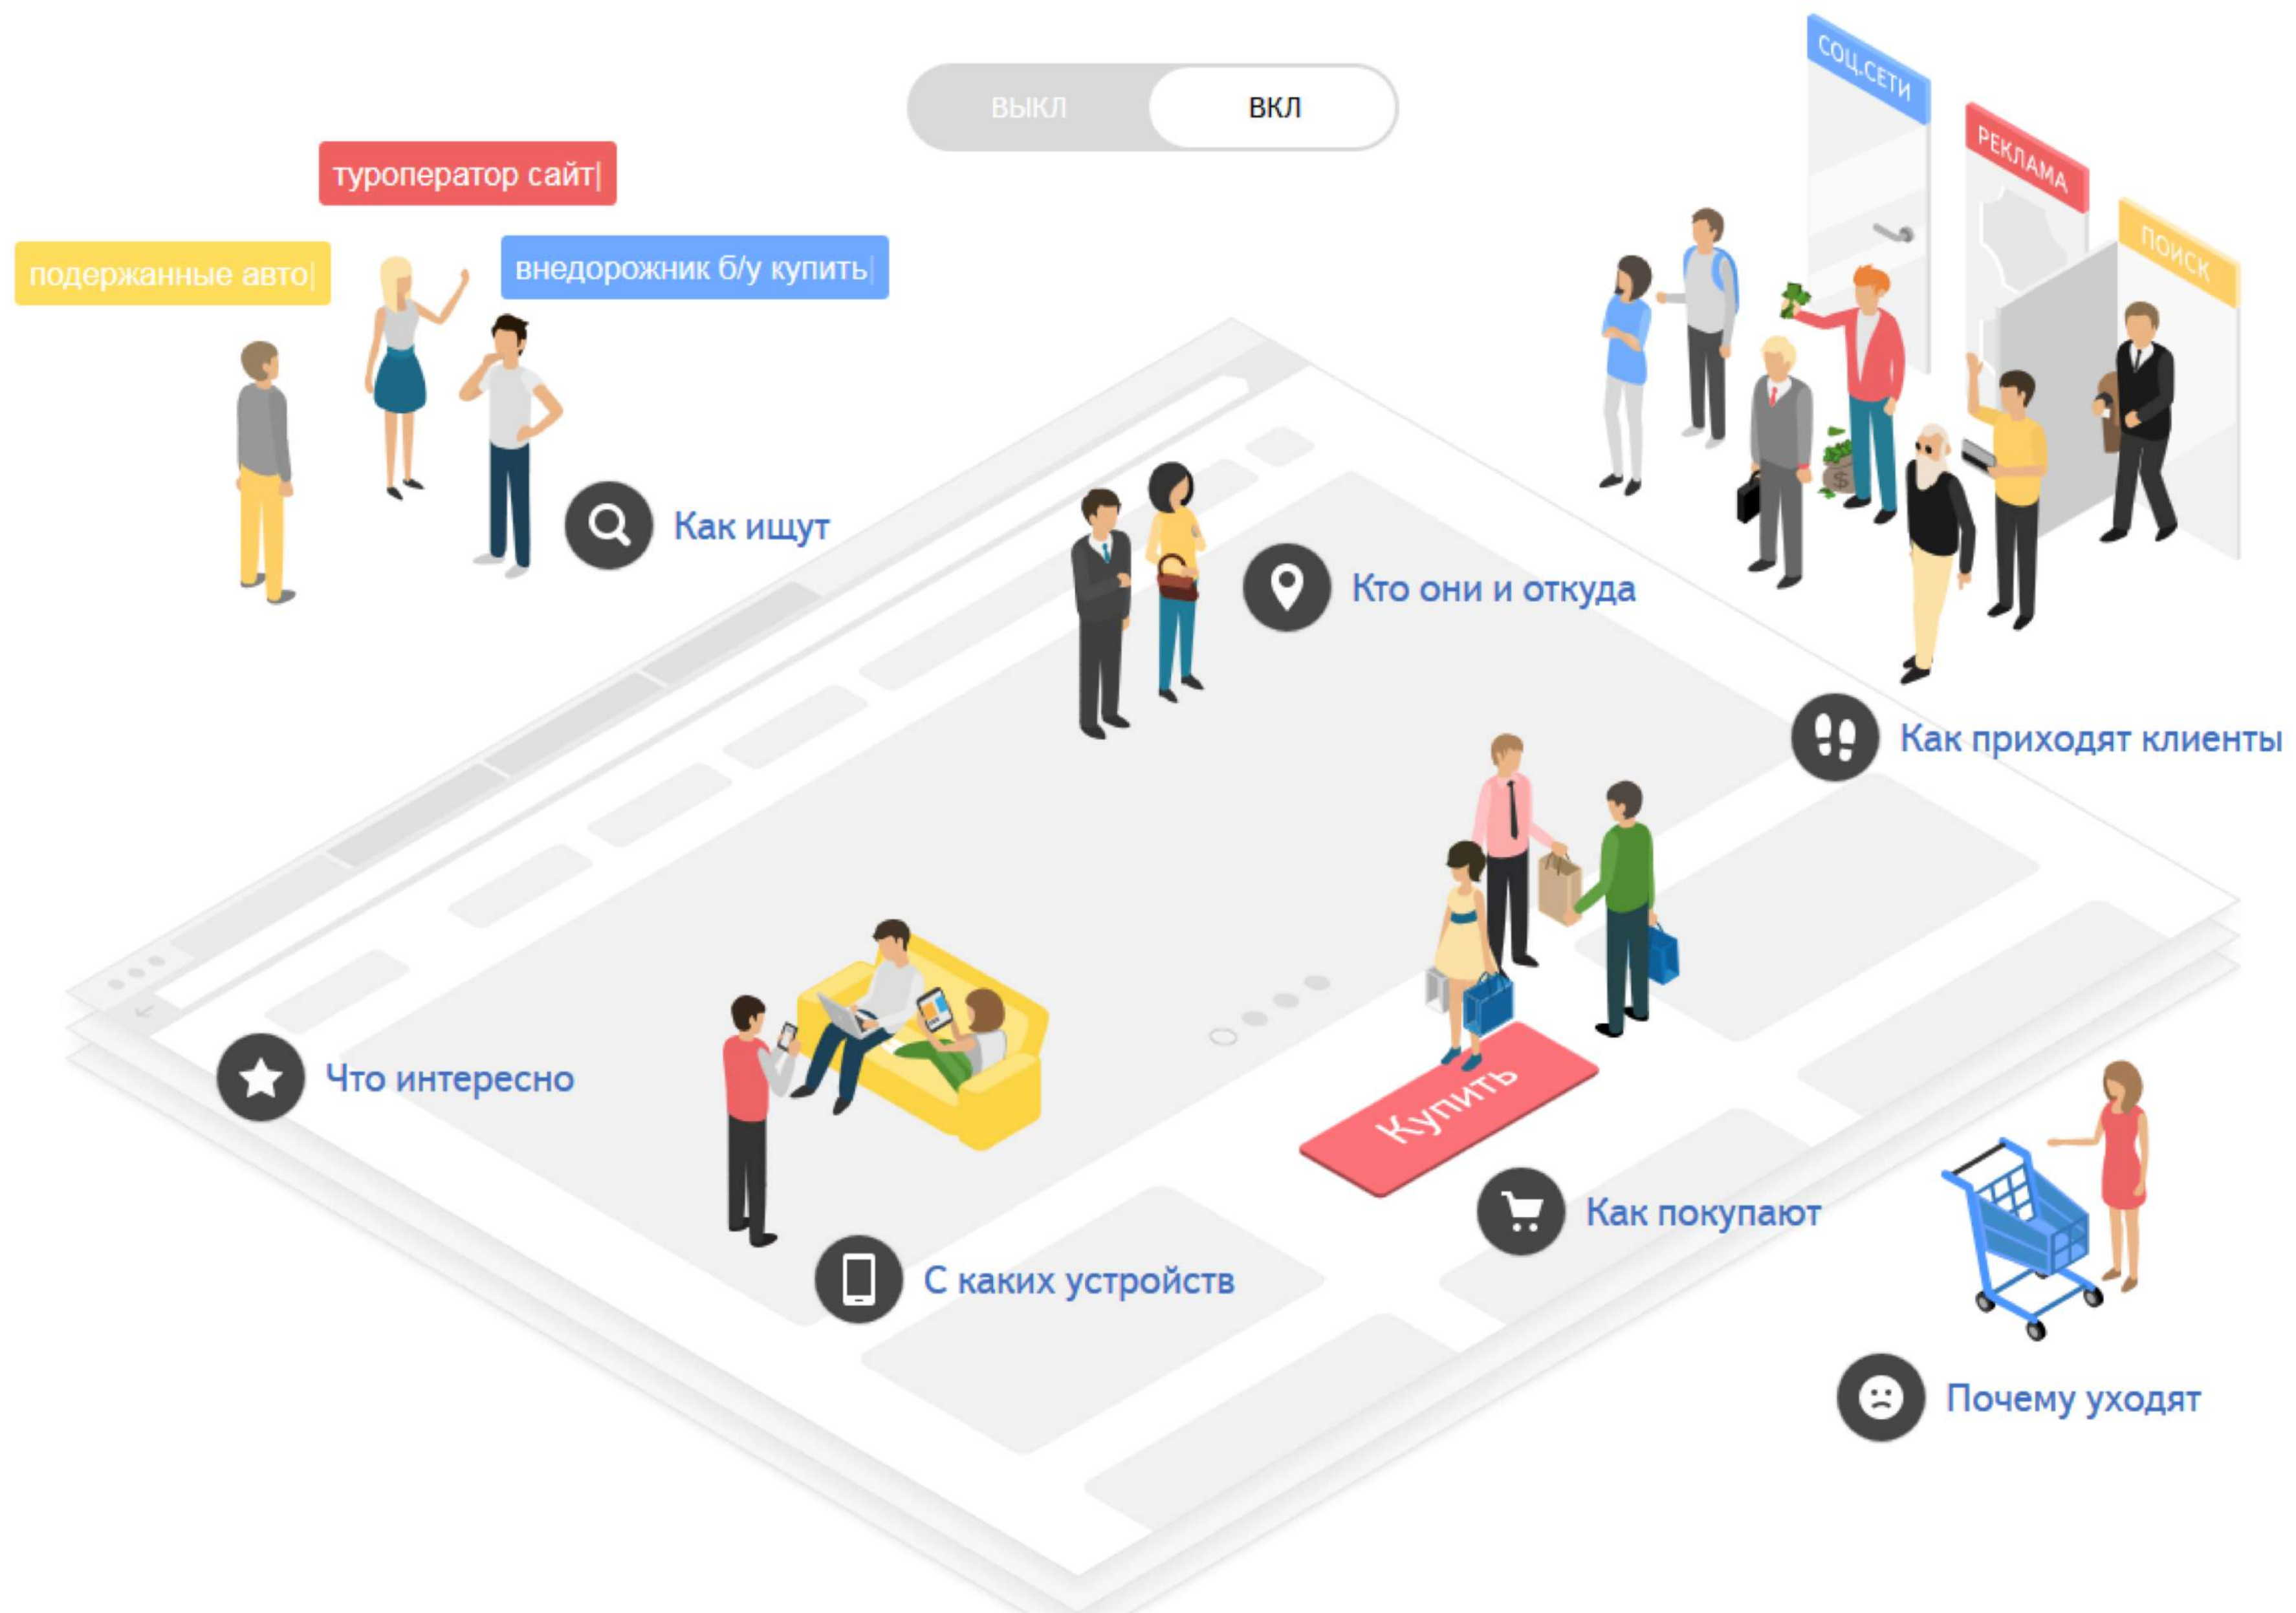 ВЫКЛ
ВКЛ
СОЦ.СЕТИ
РЕКЛАМА
ПОИСК
туроператор сайт
подержанные авто
внедорожник б/у купить
Как ищут
Кто они и откуда
Как приходят клиенты
Что интересно
Купить
Как покупают
С каких устройств
Почему уходят